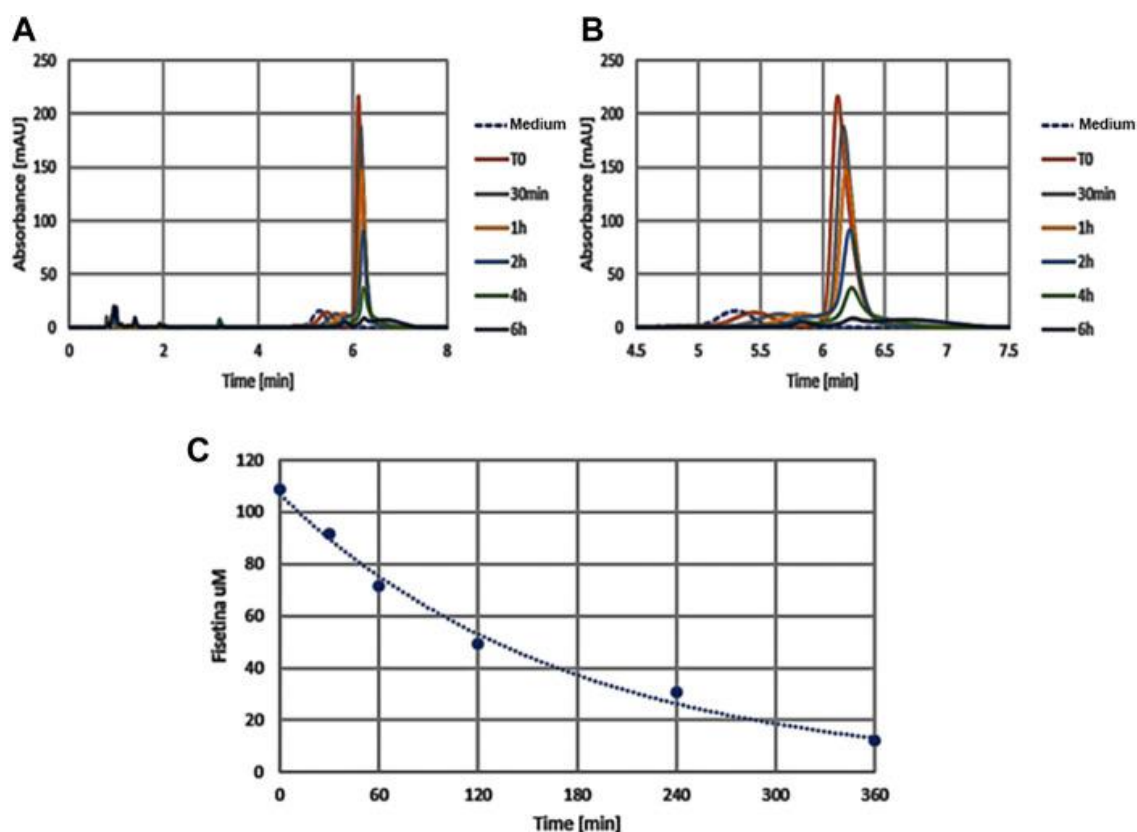 A
B
250
200
150
100
50
0
Absorbance [mAU]
0 2 4 6 8
Time [min]
Medium
T0
30min
1h
2h
4h
6h
250
200
150
100
50
0
Absorbance [mAU]
4.5 5 5.5 6 6.5 7 7.5
Time [min]
Medium
T0
30min
1h
2h
4h
6h
C
120
100
80
60
40
20
0
Fisetina uM
0 60 120 180 240 300 360
Time [min]